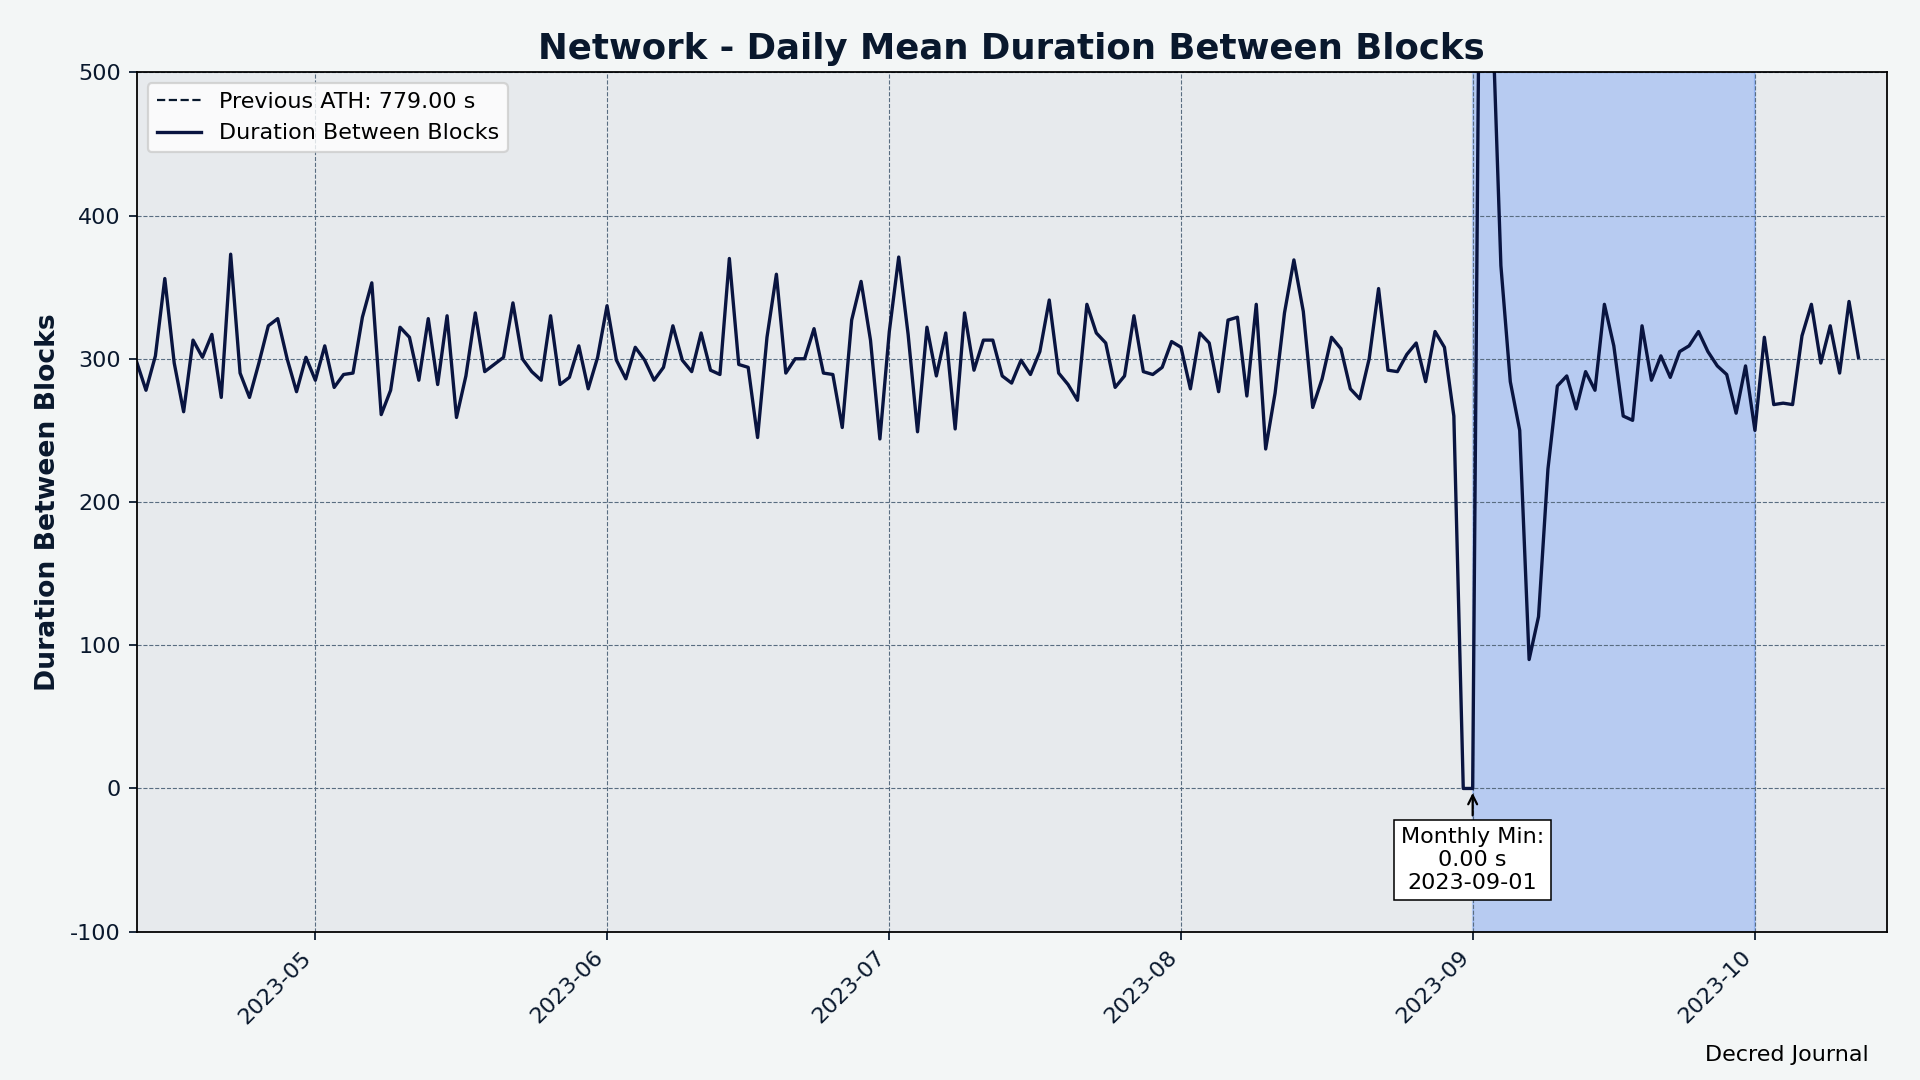 Network - Daily Mean Duration Between Blocks
Previous ATH: 779.00 s
Duration Between Blocks
Duration Between Blocks
500
400
300
200
100
0
-100
Monthly Min:
0.00 s
2023-09-01
2023-05
2023-06
2023-07
2023-08
2023-09
2023-10
Decred Journal